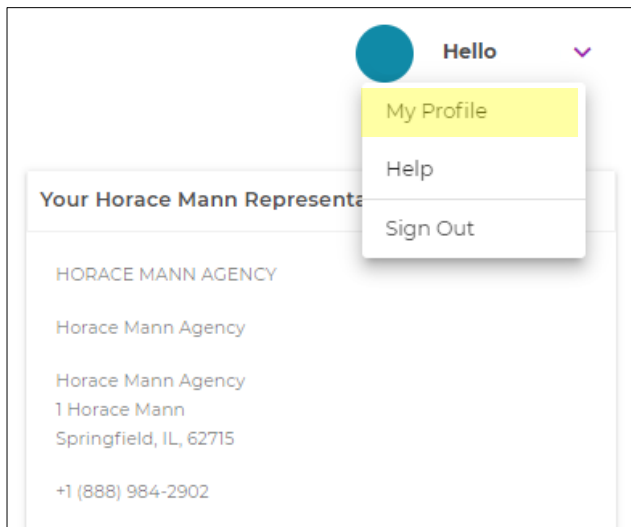 Hello
My Profile
Help
Sign Out
Your Horace Mann
HORACE MANN AGENCY
Horace Mann Agency
Horace Mann Agency
1 Horace Mann
Springfield, IL, 62715
+1 (888) 984-2902